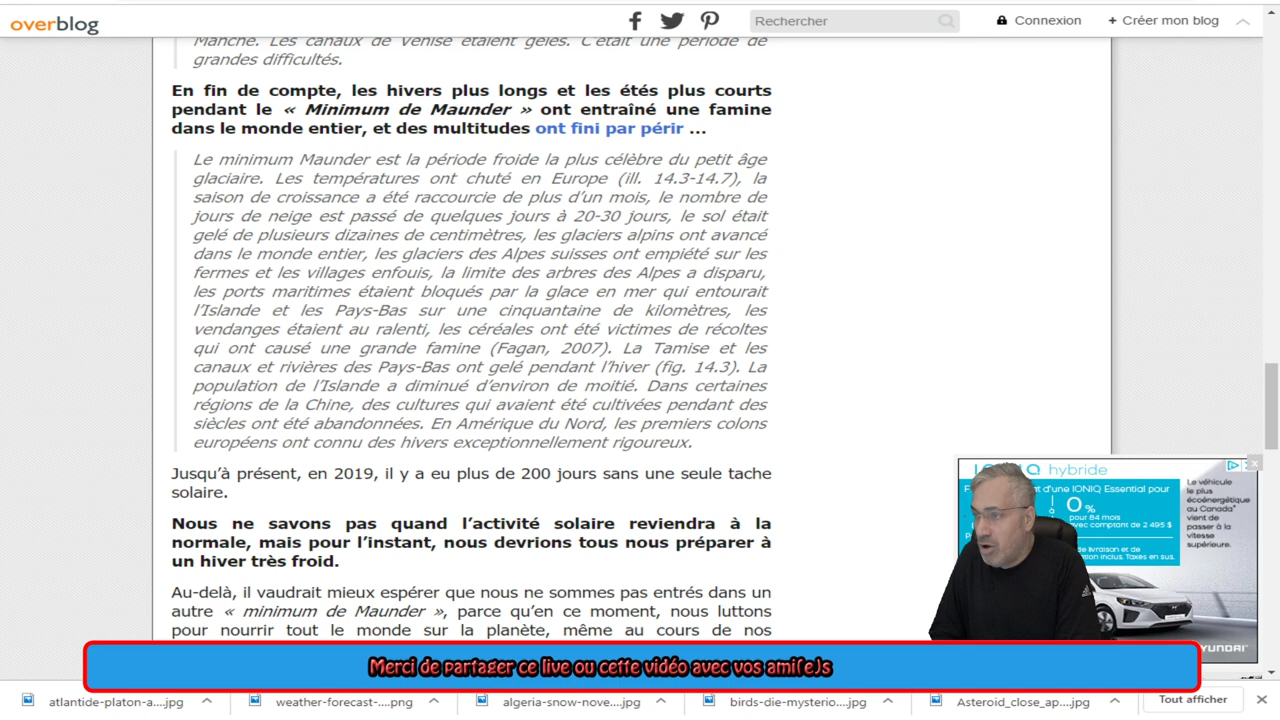 overblog
Rechercher
Connexion
+ Créer mon blog
Manche. Les canaux de Venise étaient gelés. C'était une période de
grandes difficultés.
En fin de compte, les hivers plus longs et les étés plus courts
pendant le « Minimum de Maunder » ont entraîné une famine
dans le monde entier, et des multitudes ont fini par périr ...
Le minimum Maunder est la période froide la plus célèbre du petit âge
glaciaire. Les températures ont chuté en Europe (ill. 14.3-14.7), la
saison de croissance a été raccourcie de plus d'un mois, le nombre de
jours de neige est passé de quelques jours à 20-30 jours, le sol était
gelé de plusieurs dizaines de centimètres, les glaciers alpins ont avancé
dans le monde entier, les glaciers des Alpes suisses ont empiété sur les
fermes et les villages enfouis, la limite des arbres des Alpes a disparu,
les ports maritimes étaient bloqués par la glace en mer qui entourait
l'Islande et les Pays-Bas sur une cinquantaine de kilomètres, les
vendanges étaient au ralenti, les céréales ont été victimes de récoltes
qui ont causé une grande famine (Fagan, 2007). La Tamise et les
canaux et rivières des Pays-Bas ont gelé pendant l'hiver (fig. 14.3). La
population de l'Islande a diminué d'environ de moitié. Dans certaines
régions de la Chine, des cultures qui avaient été cultivées pendant des
siècles ont été abandonnées. En Amérique du Nord, les premiers colons
européens ont connu des hivers exceptionnellement rigoureux.
Jusqu'à présent, en 2019, il y a eu plus de 200 jours sans une seule tache
solaire.
Nous ne savons pas quand l'activité solaire reviendra à la
normale, mais pour l'instant, nous devrions tous nous préparer à
un hiver très froid.
Au-delà, il vaudrait mieux espérer que nous ne sommes pas entrés dans un
autre « minimum de Maunder », parce qu'en ce moment, nous luttons
pour nourrir tout le monde sur la planète, même au cours de nos
IONIQ hybride
d'une IONIQ Essential pour
0%
pour 84 mois
avec comptant de 2 495 $
de livraison et de
inclus. Taxes en sus.
Le véhicule
le plus
écoénergétique
au Canada*
vient de
passer à la
vitesse
supérieure.
HYUNDAI
Merci de partager ce live ou cette vidéo avec vos ami(e)s
atlantide-platon-a....jpg
weather-forecast-....png
algeria-snow-nove....jpg
birds-die-mysterio....jpg
Asteroid_close_ap....jpg
Tout afficher